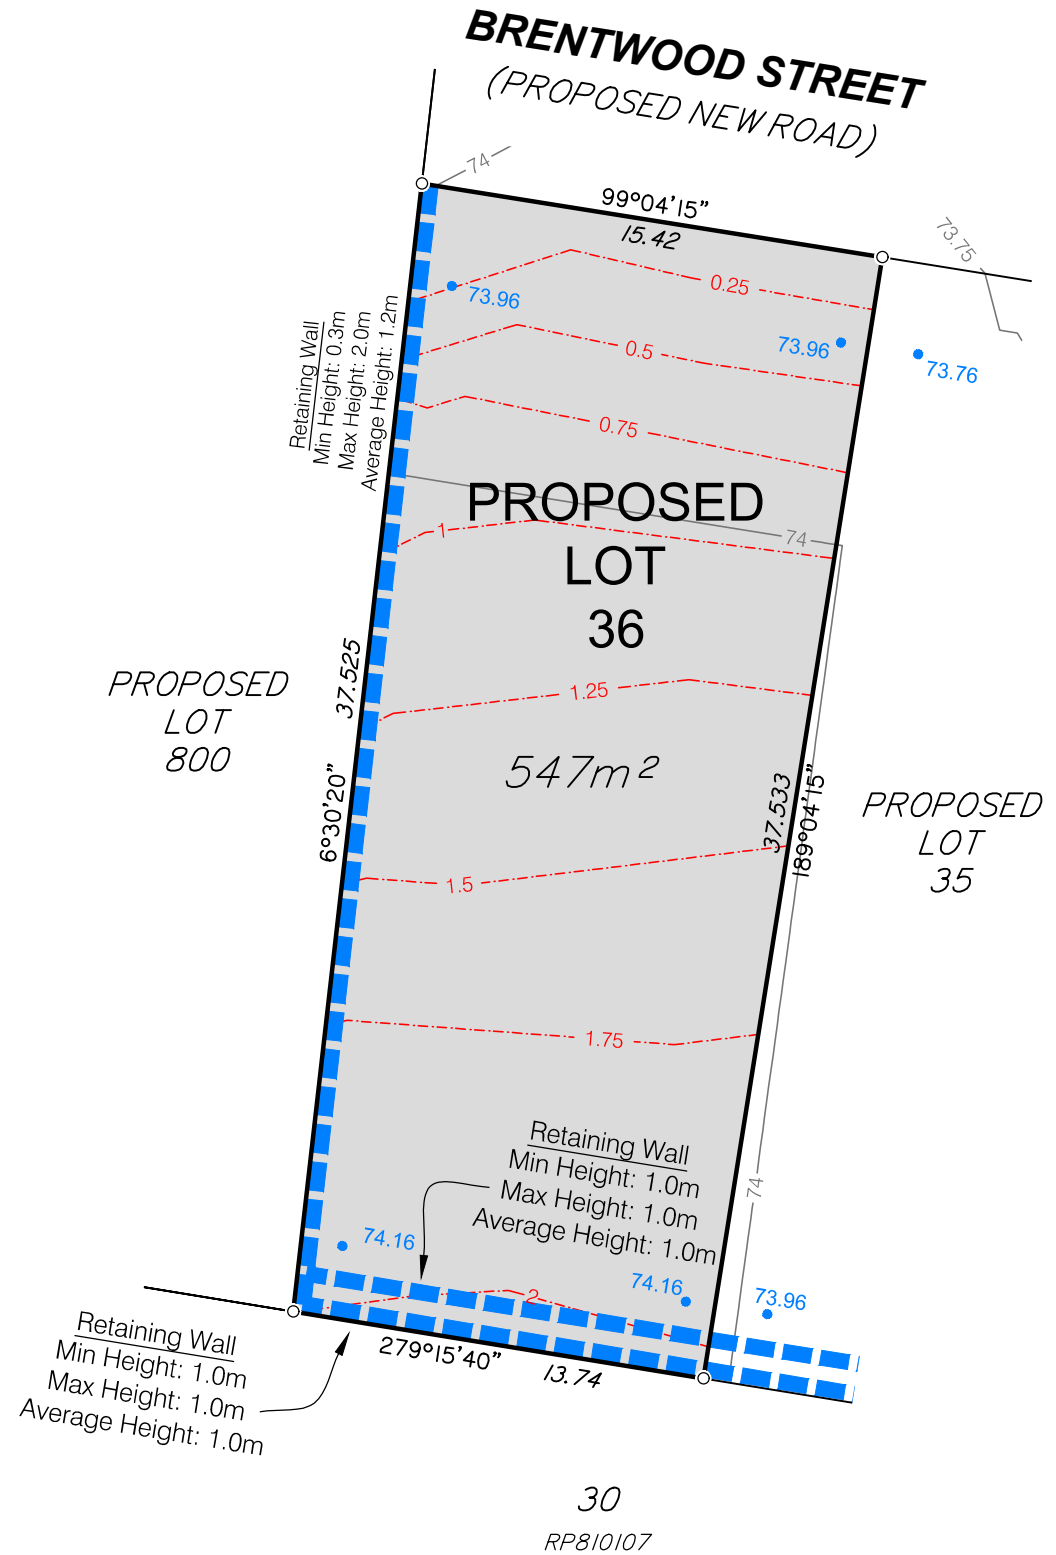 BRENTWOOD STREET
(PROPOSED NEW ROAD)
74
99°04'15"
15.42
73.75
0.25
73.96
73.96
73.76
0.5
Retaining Wall
Min Height: 0.3m
Max Height: 2.0m
Average Height: 1.2m
0.75
PROPOSED
LOT
36
74
1
37.525
6°30'20"
PROPOSED
LOT
800
1.25
547m²
37.533
189°04'15"
PROPOSED
LOT
35
1.5
1.75
Retaining Wall
Min Height: 1.0m
Max Height: 1.0m
Average Height: 1.0m
74
74.16
74.16
73.96
2
Retaining Wall
Min Height: 1.0m
Max Height: 1.0m
Average Height: 1.0m
279°15'40"
13.74
30
RP810107